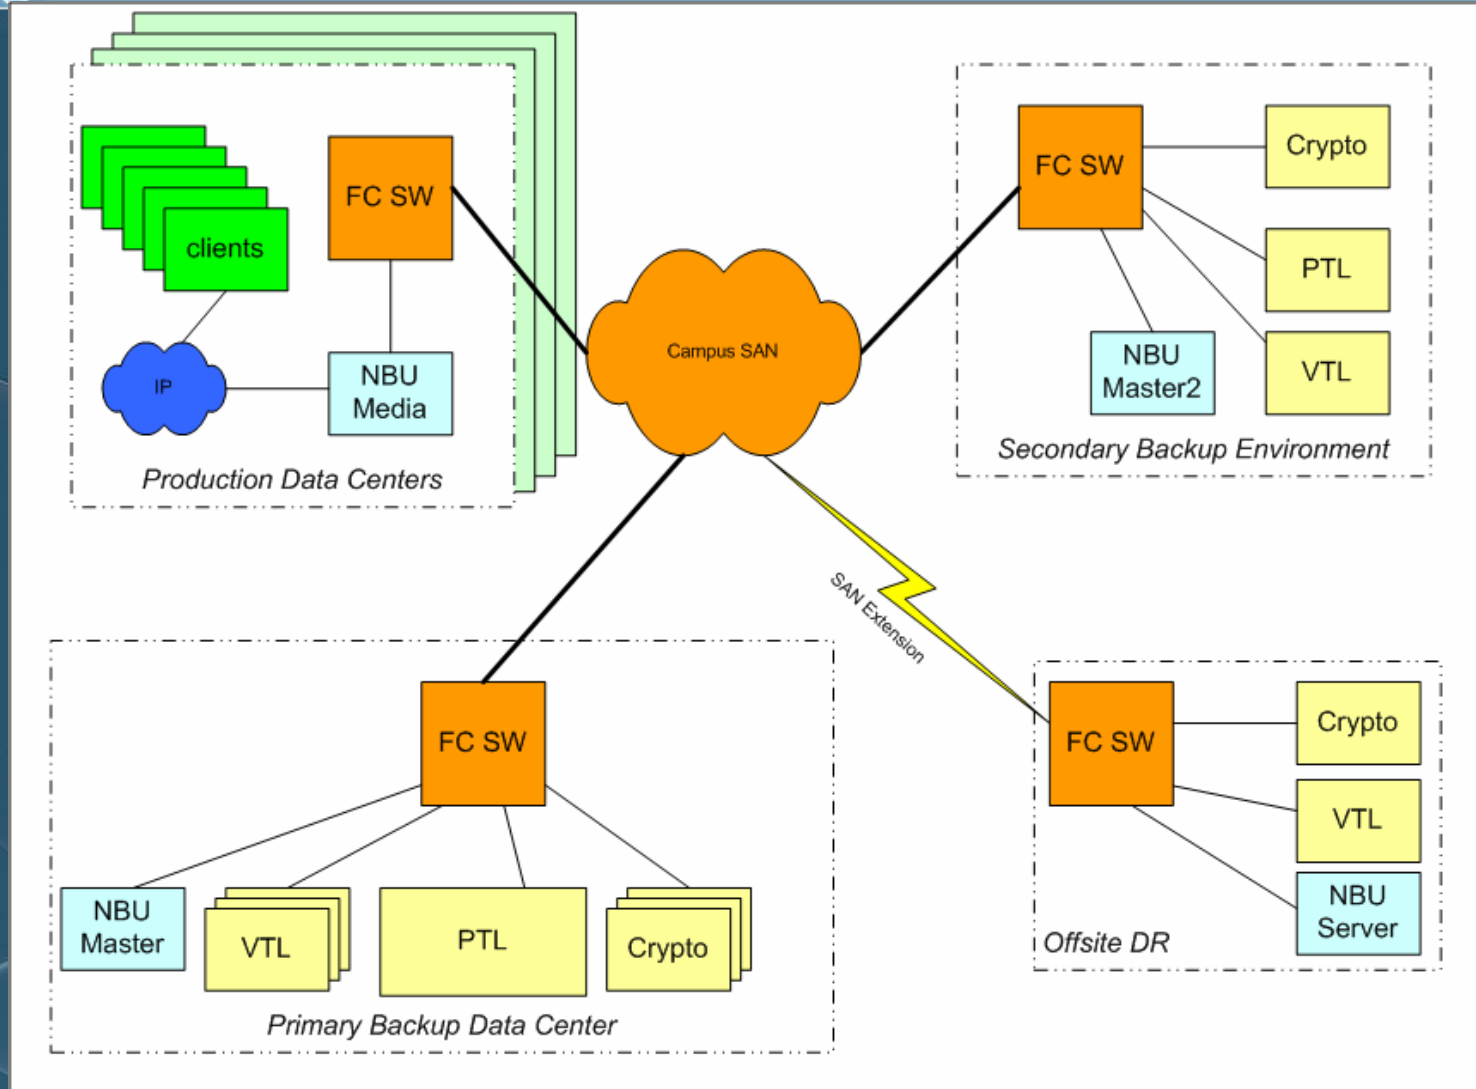 FC SW
clients
IP
NBU
Media
Production Data Centers
Campus SAN
FC SW
Crypto
PTL
VTL
NBU
Master2
Secondary Backup Environment
SAN Extension
FC SW
NBU
Master
VTL
PTL
Crypto
Primary Backup Data Center
FC SW
Crypto
VTL
NBU
Server
Offsite DR